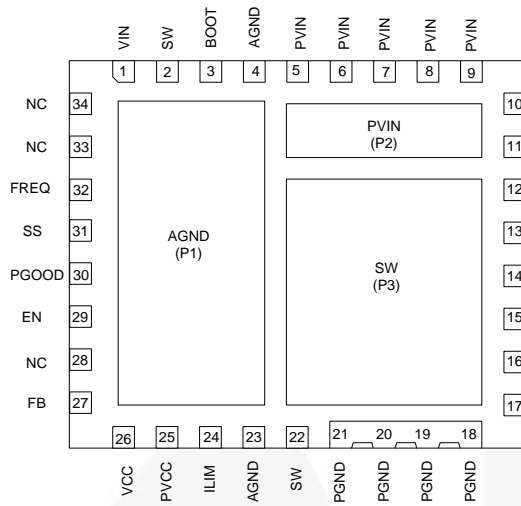 VIN
SW
BOOT
AGND
PVIN
PVIN
PVIN
PVIN
PVIN
1
2
3
4
5
6
7
8
9
NC
34
NC
33
FREQ
32
SS
31
PGOOD
30
EN
29
NC
28
FB
27
AGND
(P1)
PVIN
(P2)
SW
(P3)
10
11
12
13
14
15
16
17
26
25
24
23
22
21
20
19
18
VCC
PVCC
ILIM
AGND
SW
PGND
PGND
PGND
PGND